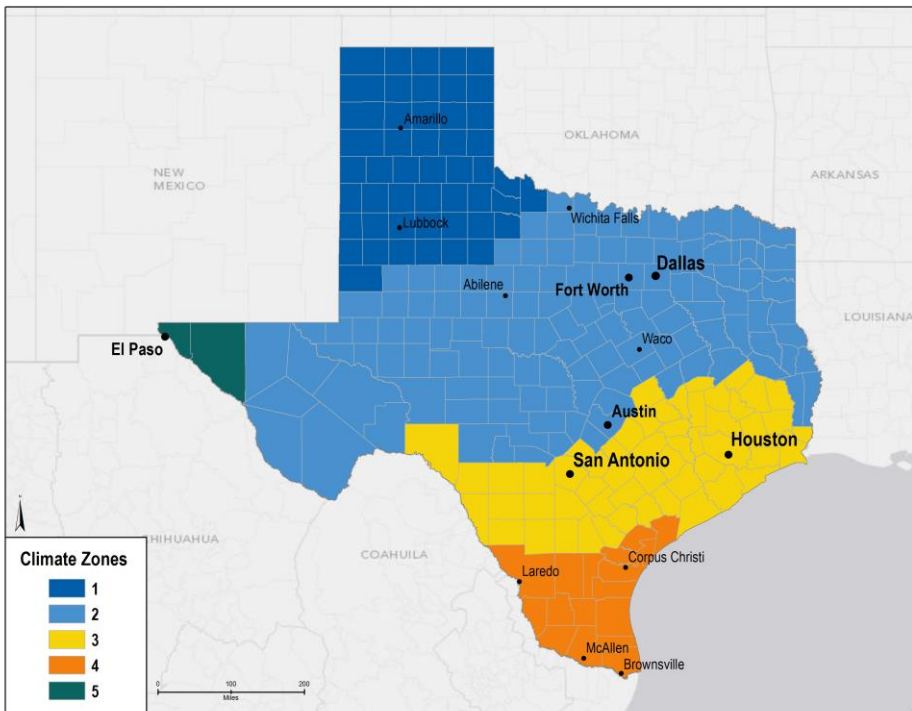 Amarillo
OKLAHOMA
ARKANSAS
NEW
MEXICO
Lubbock
Wichita Falls
Dallas
Abilene
Fort Worth
LOUISIANA
El Paso
Waco
Austin
Houston
San Antonio
N
CHIHUAHUA
COAHUILA
Corpus Christi
Laredo
McAllen
Brownsville
Climate Zones
1
2
3
4
5
0 100 200
Miles